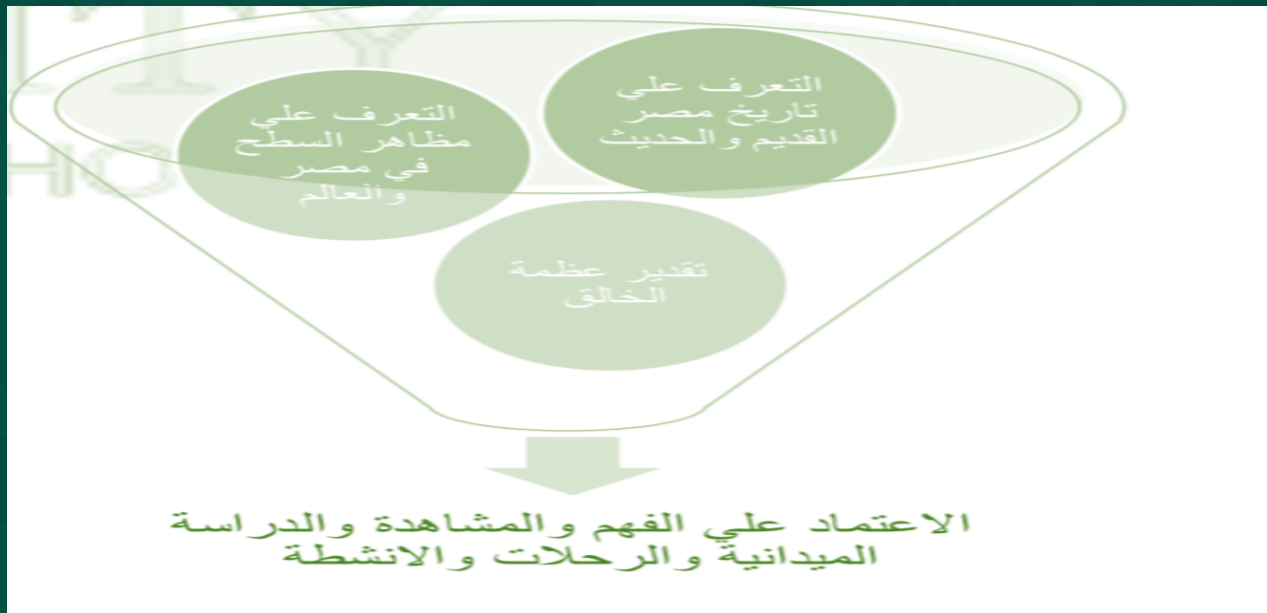 التعرف علي
تاريخ مصر
القديم والحديث
التعرف علي
مظاهر السطح
في مصر
والعالم
تقدير عظمة
الخالق
الاعتماد علي الفهم والمشاهدة والدراسة
الميدانية والرحلات والانشطة